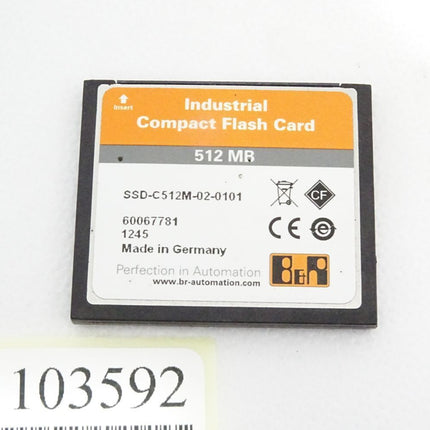 Insert
Industrial
Compact Flash Card
512 MB
SSD-C512M-02-0101
CF
60067781
1245
Made in Germany
CE
Perfection in Automation
www.br-automation.com
B&R
103592